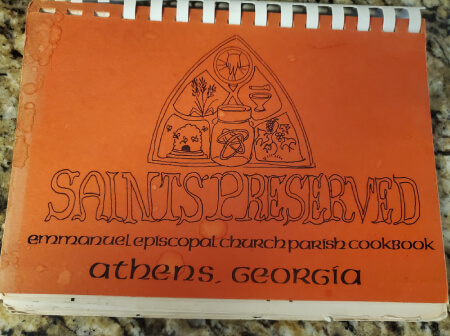 SAINTS PRESERVED
emmanuel episcopal church parish cookbook
athens, GEORGIA